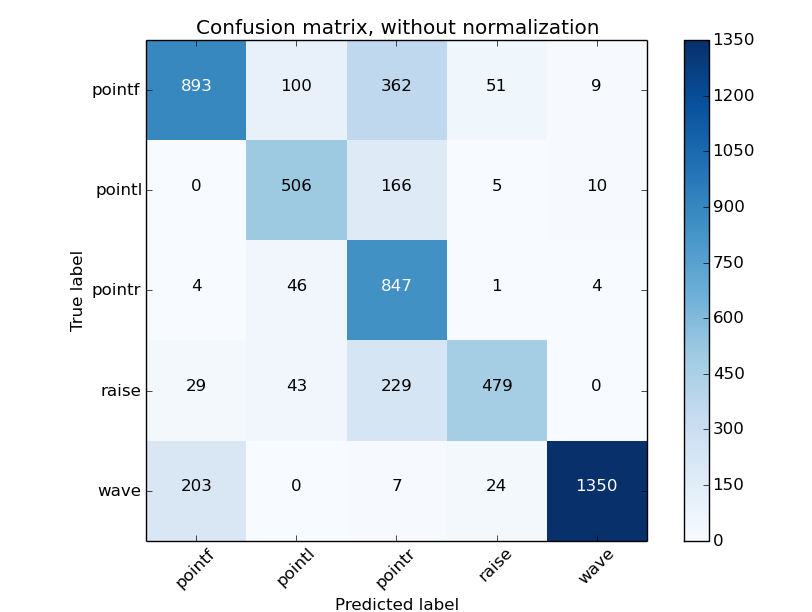 Confusion matrix, without normalization
pointf 893 100 362 51 9
pointl 0 506 166 5 10
pointr 4 46 847 1 4
raise 29 43 229 479 0
wave 203 0 7 24 1350
pointf pointl pointr raise wave
True label
Predicted label
1350
1200
1050
900
750
600
450
300
150
0